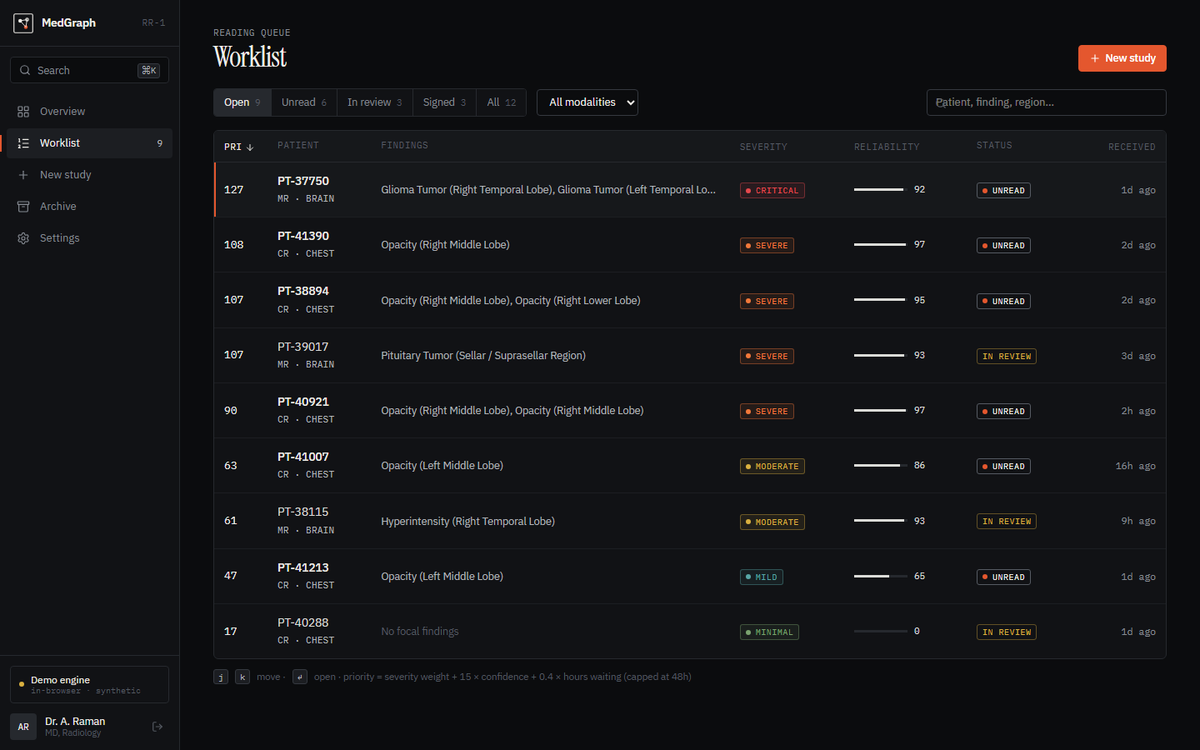 MedGraph RR-1
Search ⌘K
Overview
Worklist 9
New study
Archive
Settings
Demo engine
in-browser · synthetic
AR
Dr. A. Raman
MD, Radiology
READING QUEUE
Worklist
+ New study
Open 9 Unread 6 In review 3 Signed 3 All 12 All modalities
Patient, finding, region...
PRI ↓ PATIENT FINDINGS SEVERITY RELIABILITY STATUS RECEIVED
127 PT-37750 Glioma Tumor (Right Temporal Lobe), Glioma Tumor (Left Temporal Lo... CRITICAL 92 UNREAD 1d ago
MR · BRAIN
108 PT-41390 Opacity (Right Middle Lobe) SEVERE 97 UNREAD 2d ago
CR · CHEST
107 PT-38894 Opacity (Right Middle Lobe), Opacity (Right Lower Lobe) SEVERE 95 UNREAD 2d ago
CR · CHEST
107 PT-39017 Pituitary Tumor (Sellar / Suprasellar Region) SEVERE 93 IN REVIEW 3d ago
MR · BRAIN
90 PT-40921 Opacity (Right Middle Lobe), Opacity (Right Middle Lobe) SEVERE 97 UNREAD 2h ago
CR · CHEST
63 PT-41007 Opacity (Left Middle Lobe) MODERATE 86 UNREAD 16h ago
CR · CHEST
61 PT-38115 Hyperintensity (Right Temporal Lobe) MODERATE 93 IN REVIEW 9h ago
MR · BRAIN
47 PT-41213 Opacity (Left Middle Lobe) MILD 65 UNREAD 1d ago
CR · CHEST
17 PT-40288 No focal findings MINIMAL 0 IN REVIEW 1d ago
CR · CHEST
j k move · ↵ open · priority = severity weight + 15 × confidence + 0.4 × hours waiting (capped at 48h)